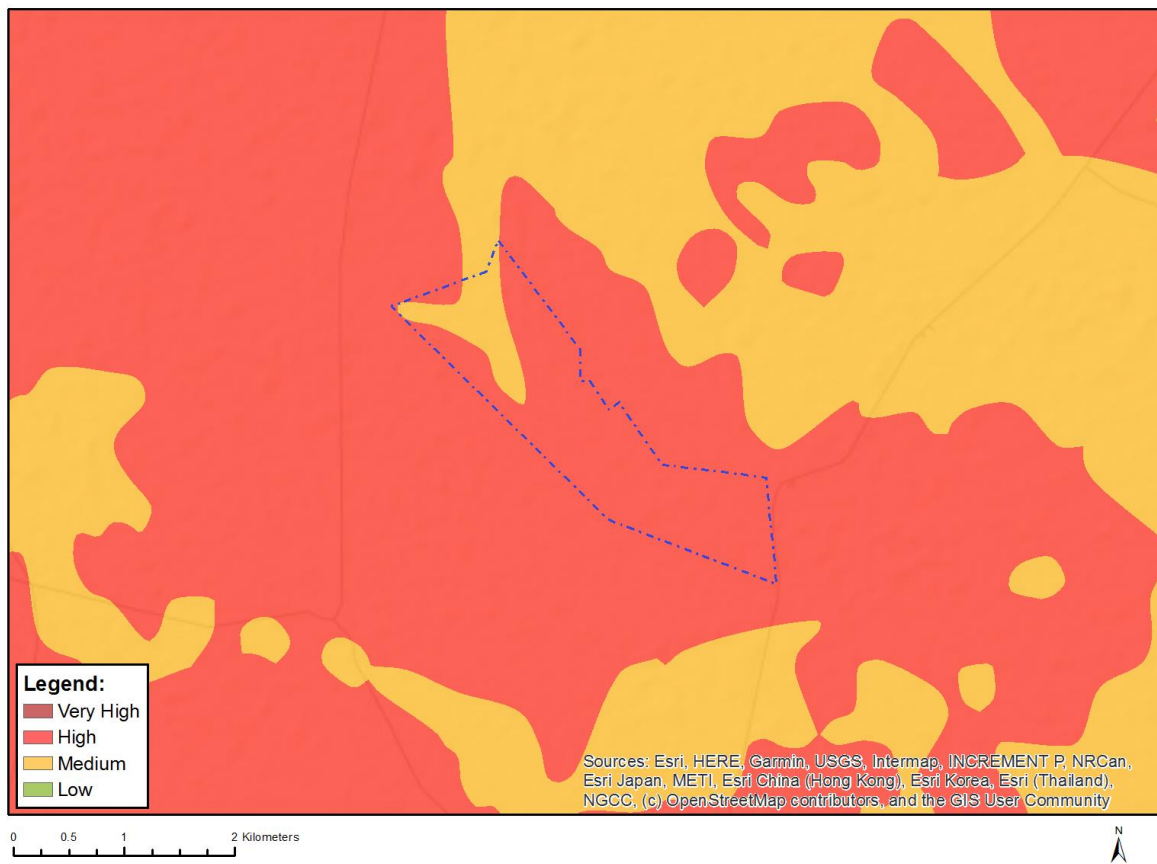 Legend:
Very High
High
Medium
Low
Sources: Esri, HERE, Garmin, USGS, Intermap, INCREMENT P, NRCan,
Esri Japan, METI, Esri China (Hong Kong), Esri Korea, Esri (Thailand),
NGCC, (c) OpenStreetMap contributors, and the GIS User Community
0 0.5 1 2 Kilometers
N